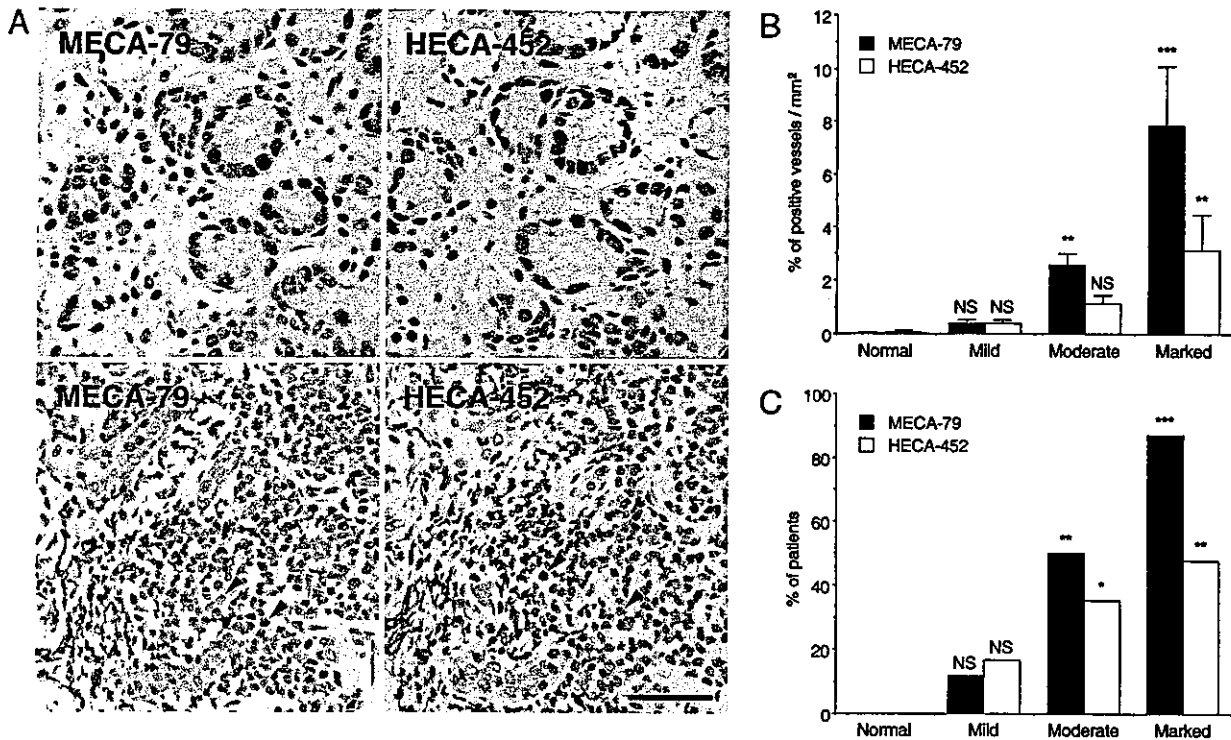 A
MECA-79
HECA-452
MECA-79
HECA-452
B
12
10
8
6
4
2
0
% of positive vessels / mm²
MECA-79
HECA-452
NS
NS
**
NS
***
**
Normal
Mild
Moderate
Marked
C
100
80
60
40
20
0
% of patients
MECA-79
HECA-452
NS
NS
**
*
***
**
Normal
Mild
Moderate
Marked